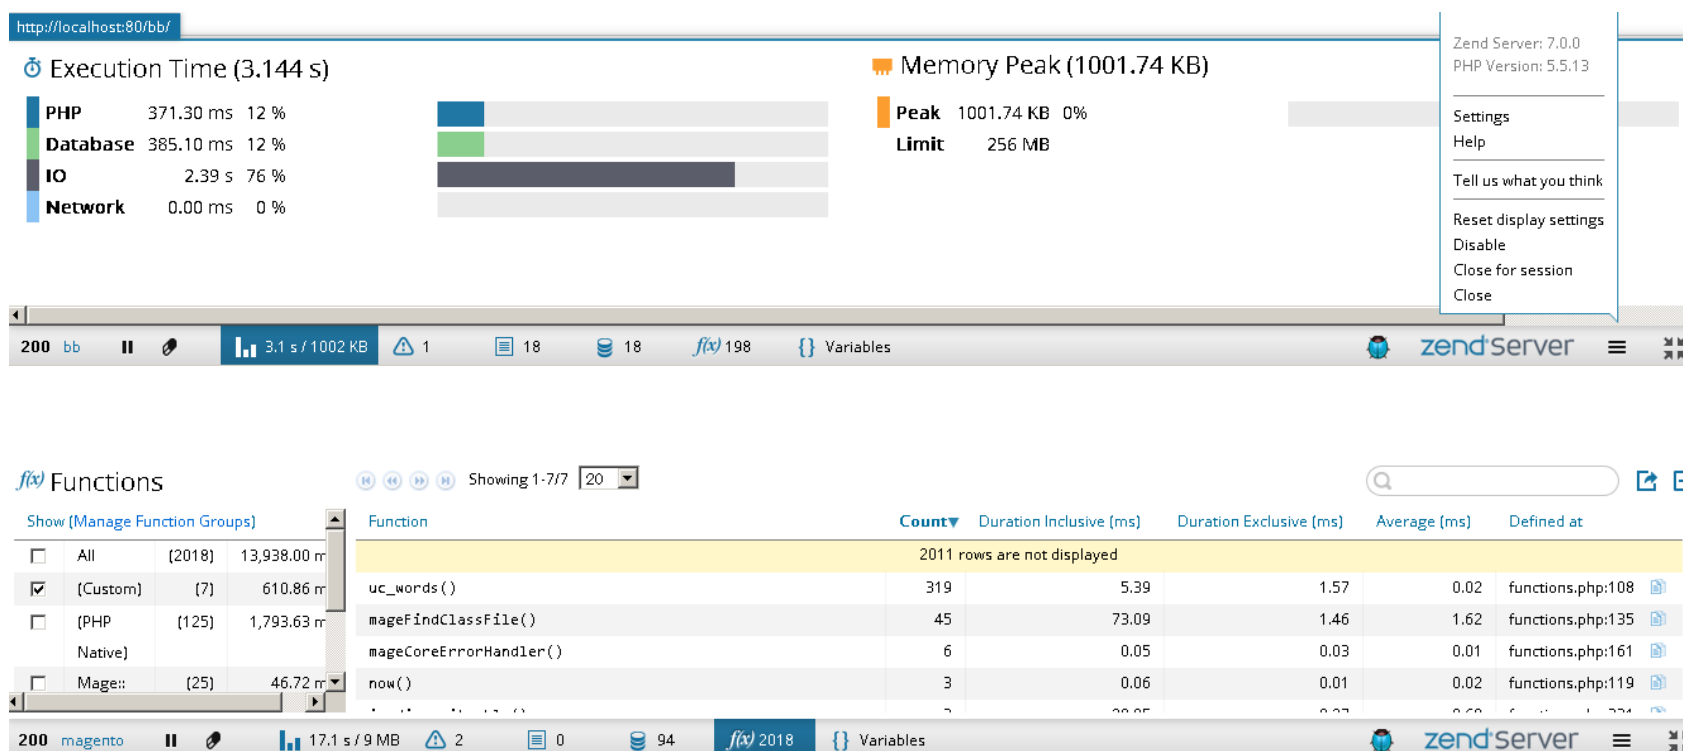 http://localhost:80/bb/
Execution Time (3.144 s)
PHP 371.30 ms 12 %
Database 385.10 ms 12 %
IO 2.39 s 76 %
Network 0.00 ms 0 %
Memory Peak (1001.74 KB)
Peak 1001.74 KB 0%
Limit 256 MB
Zend Server: 7.0.0
PHP Version: 5.5.13
Settings
Help
Tell us what you think
Reset display settings
Disable
Close for session
Close
200 bb 3.1 s / 1002 KB 1 18 18 f(x) 198 {} Variables zend Server
f(x) Functions
Showing 1-7/7 20
Show (Manage Function Groups)
All (2018) 13,938.00 m
(Custom) (7) 610.86 m
(PHP (125) 1,793.63 m
Native)
Mage:: (25) 46.72 m
Function Count Duration Inclusive (ms) Duration Exclusive (ms) Average (ms) Defined at
2011 rows are not displayed
uc_words() 319 5.39 1.57 0.02 functions.php:108
mageFindClassFile() 45 73.09 1.46 1.62 functions.php:135
mageCoreErrorHandler() 6 0.05 0.03 0.01 functions.php:161
now() 3 0.06 0.01 0.02 functions.php:119
200 magento 17.1 s / 9 MB 2 0 94 f(x) 2018 {} Variables zend Server